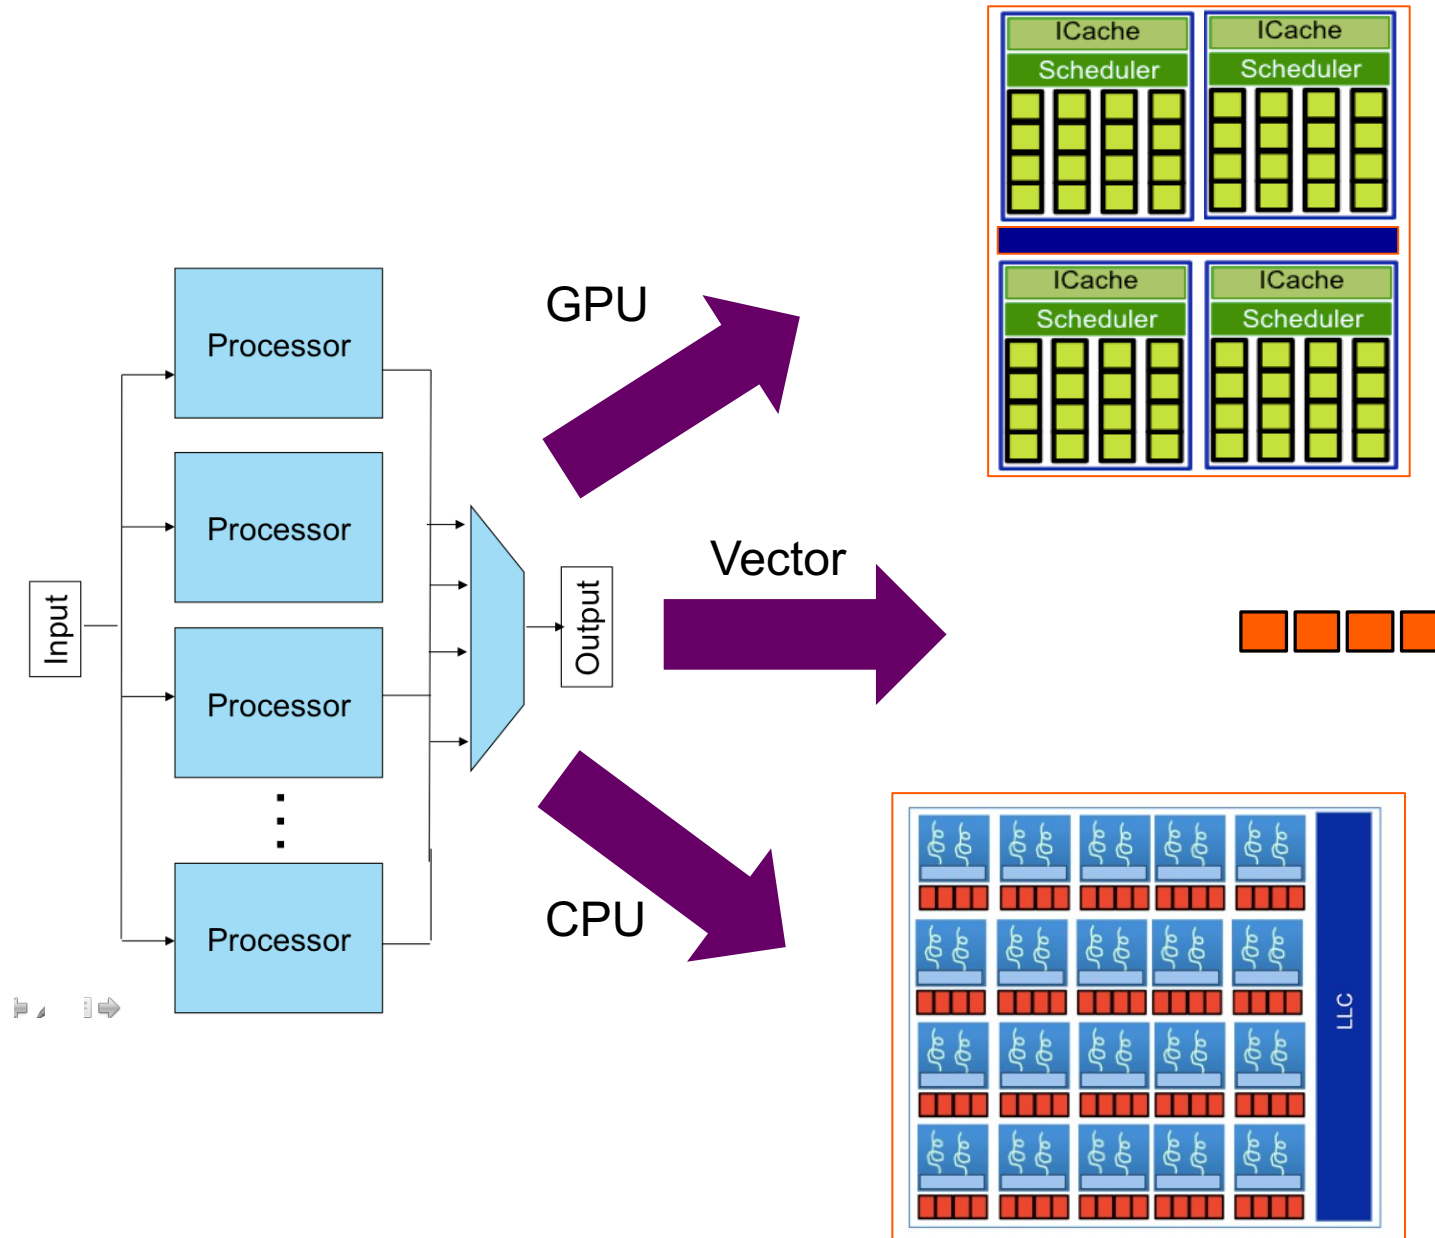 ICache
ICache
Scheduler
Scheduler
ICache
ICache
Scheduler
Scheduler
GPU
Processor
Processor
Vector
Input
Output
Processor
CPU
Processor
LLC